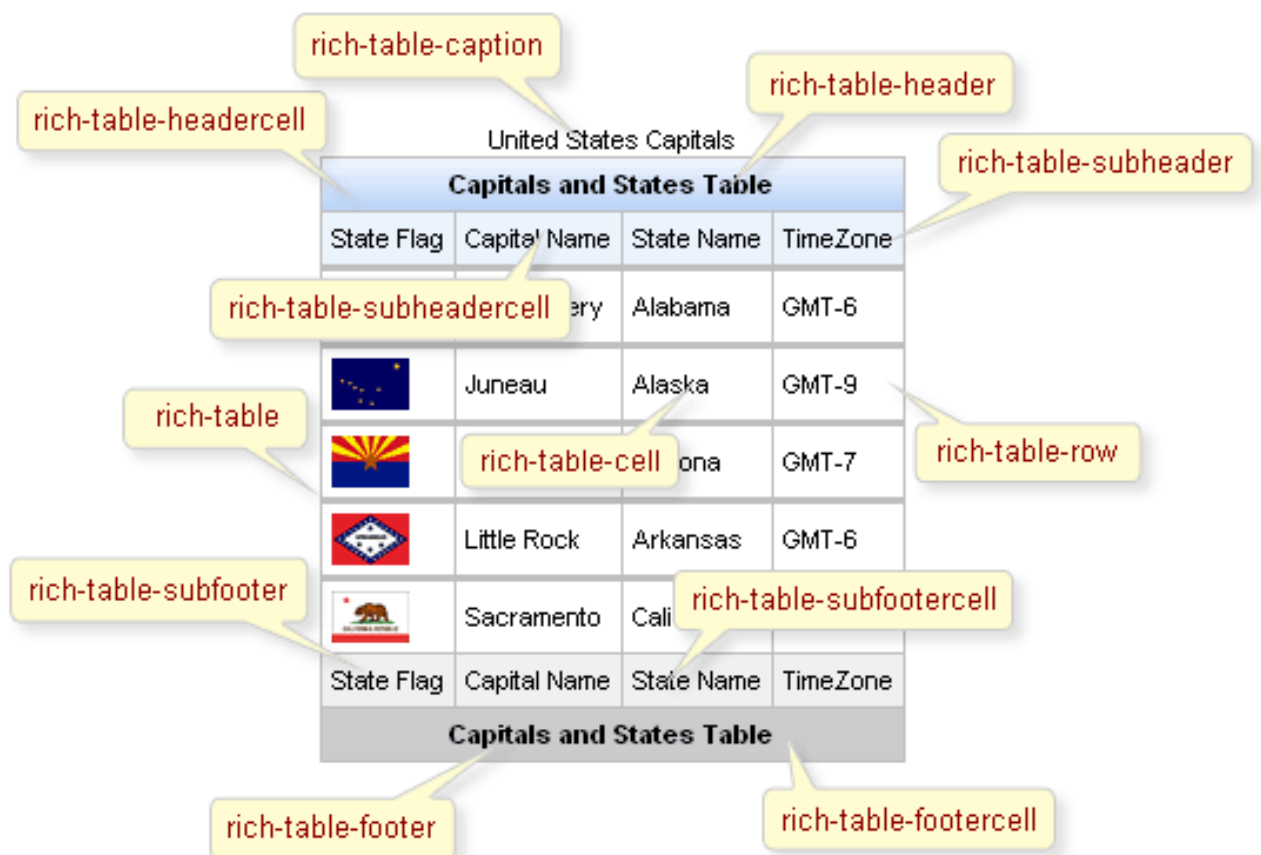 rich-table-caption
rich-table-header
rich-table-headercell
United States Capitals
rich-table-subheader
Capitals and States Table
State Flag Capital Name State Name TimeZone
rich-table-subheadercell
ery Alabama GMT-6
Juneau Alaska GMT-9
rich-table
rich-table-cell
ona GMT-7
rich-table-row
Little Rock Arkansas GMT-6
rich-table-subfooter
rich-table-subfootercell
Sacramento Cali
State Flag Capital Name State Name TimeZone
Capitals and States Table
rich-table-footer
rich-table-footercell